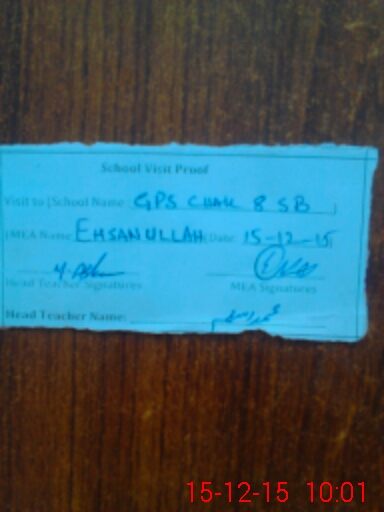 School Visit Proof
Visit to [School Name GPS CHAK 8 SB ]
[MEA Name EHSANULLAH (Date: 15-12-15)
Head Teacher Signatures MEA Signatures
Head Teacher Name:
15-12-15 10:01